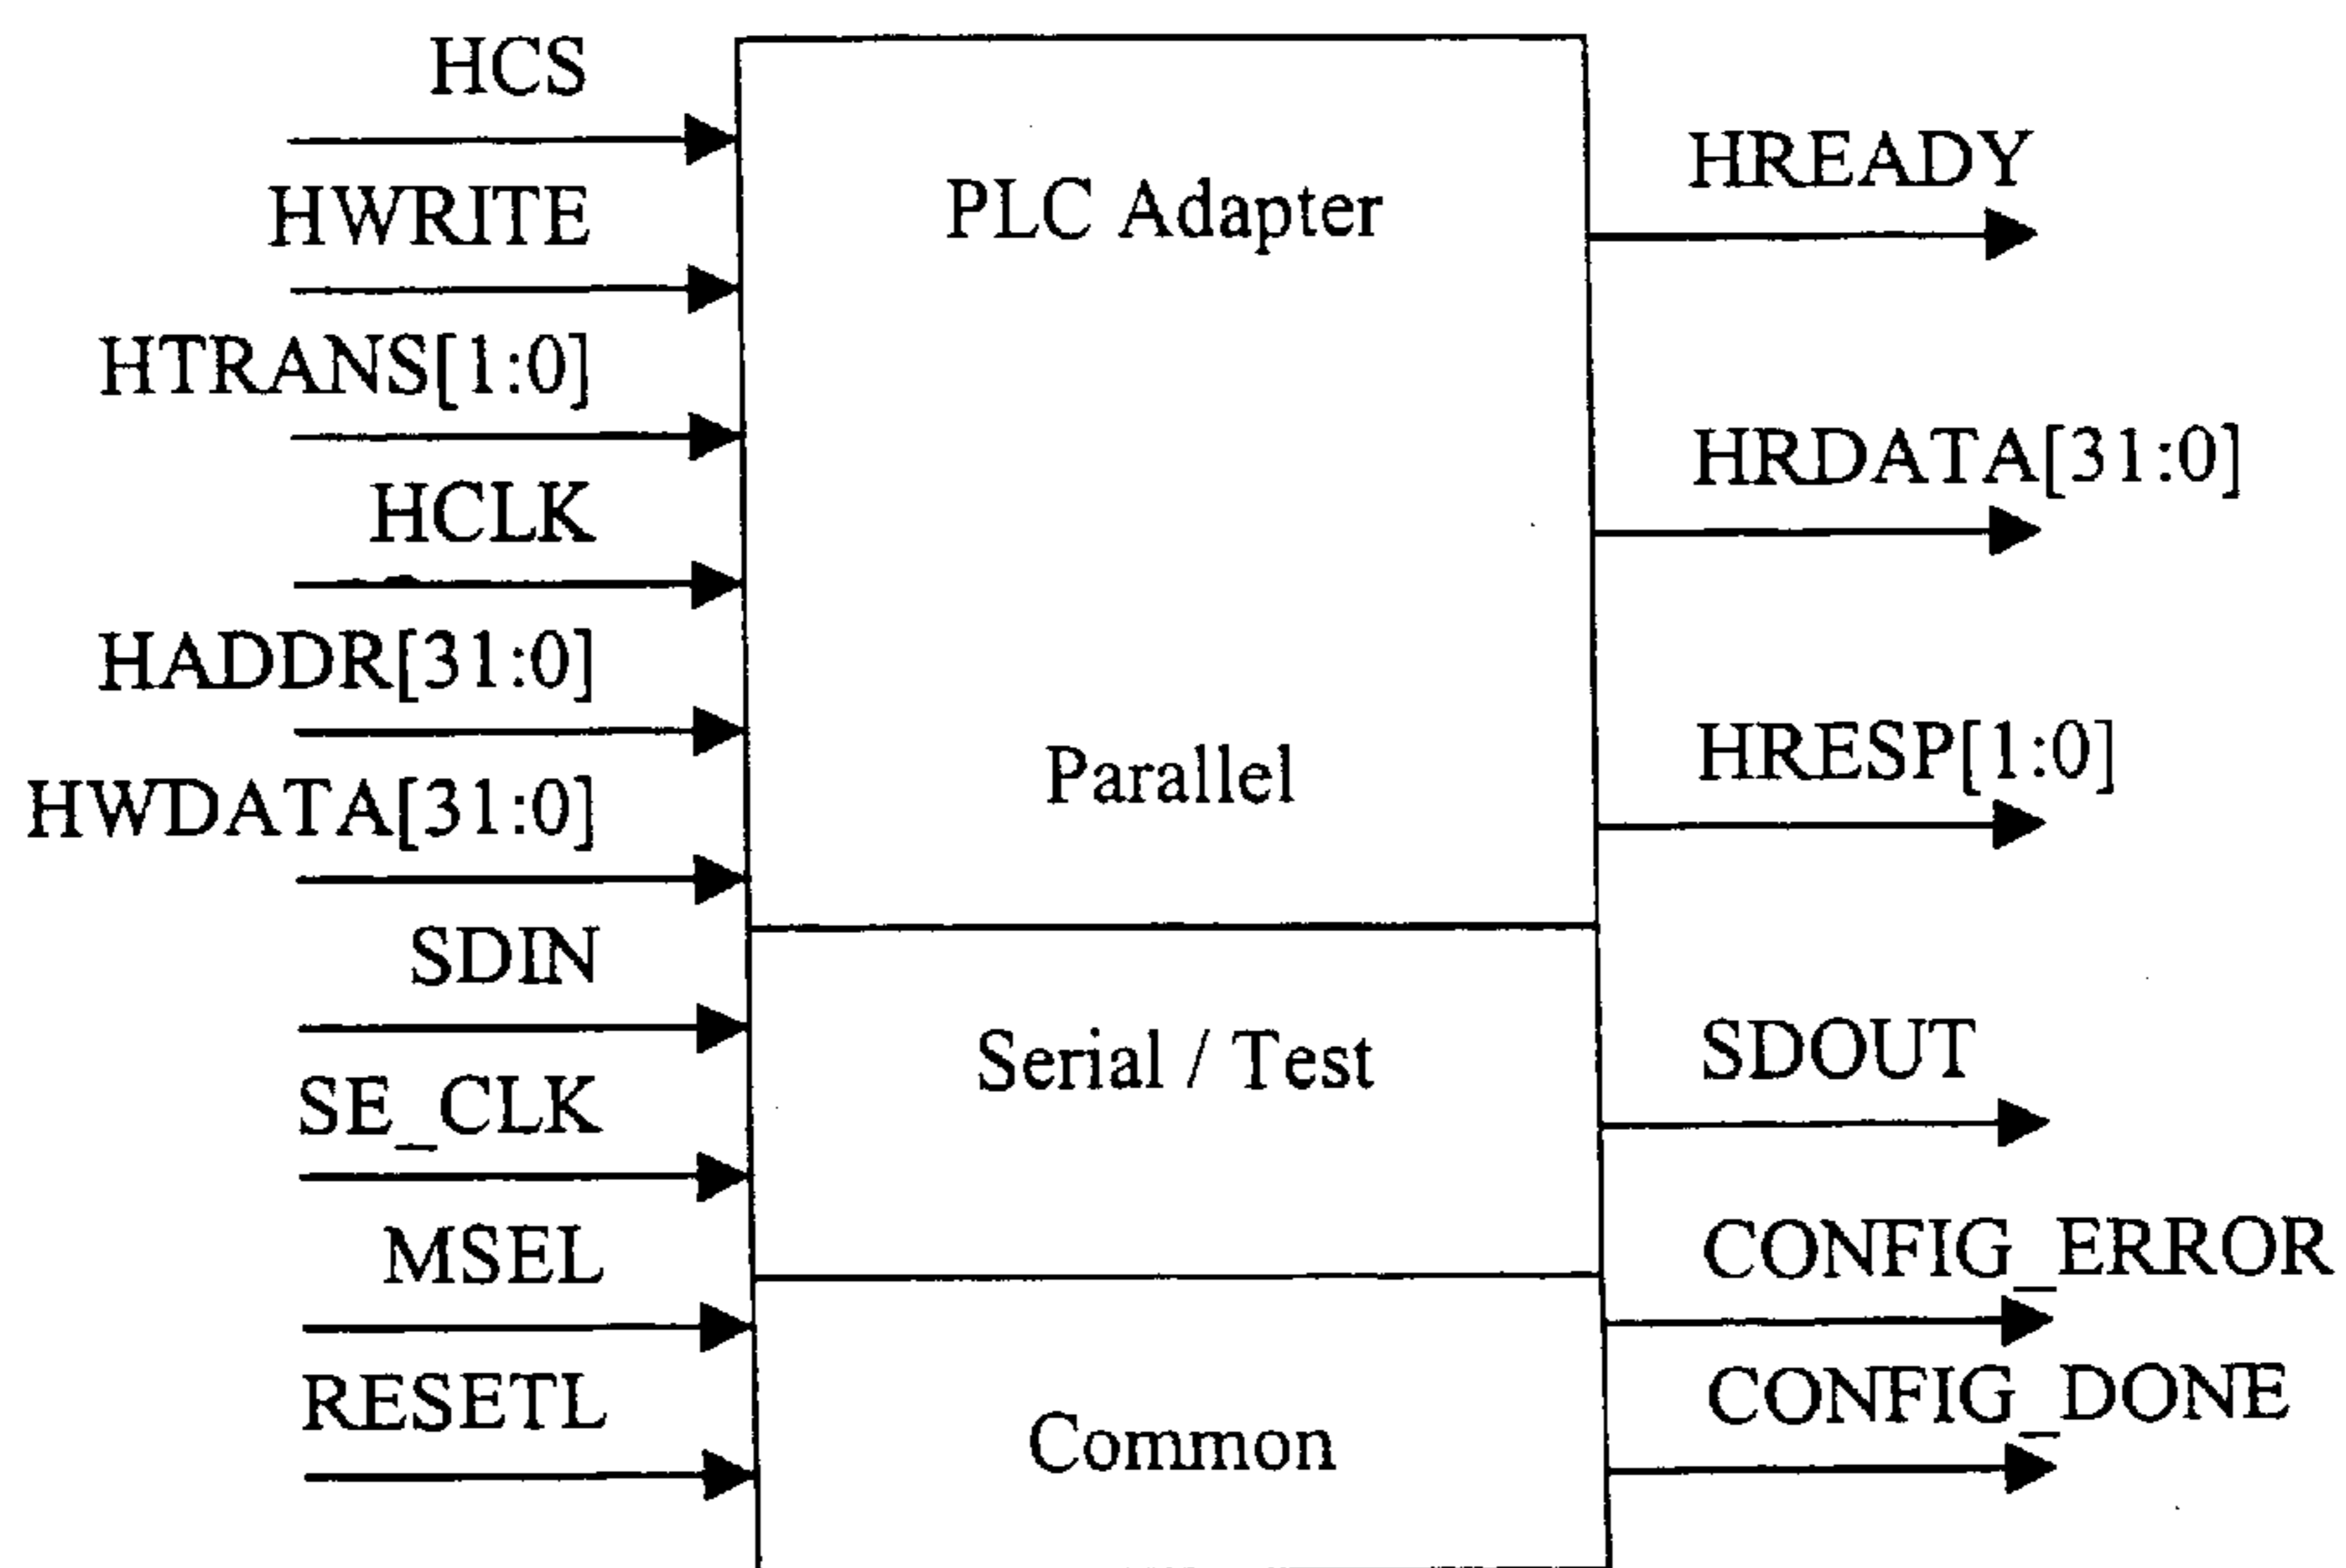 HCS
HWRITE
HTRANS[1:0]
HCLK
HADDR[31:0]
HWDATA[31:0]
SDIN
SE_CLK
MSEL
RESETL
PLC Adapter
Parallel
Serial / Test
Common
HREADY
HRDATA[31:0]
HRESP[1:0]
SDOUT
CONFIG_ERROR
CONFIG_DONE